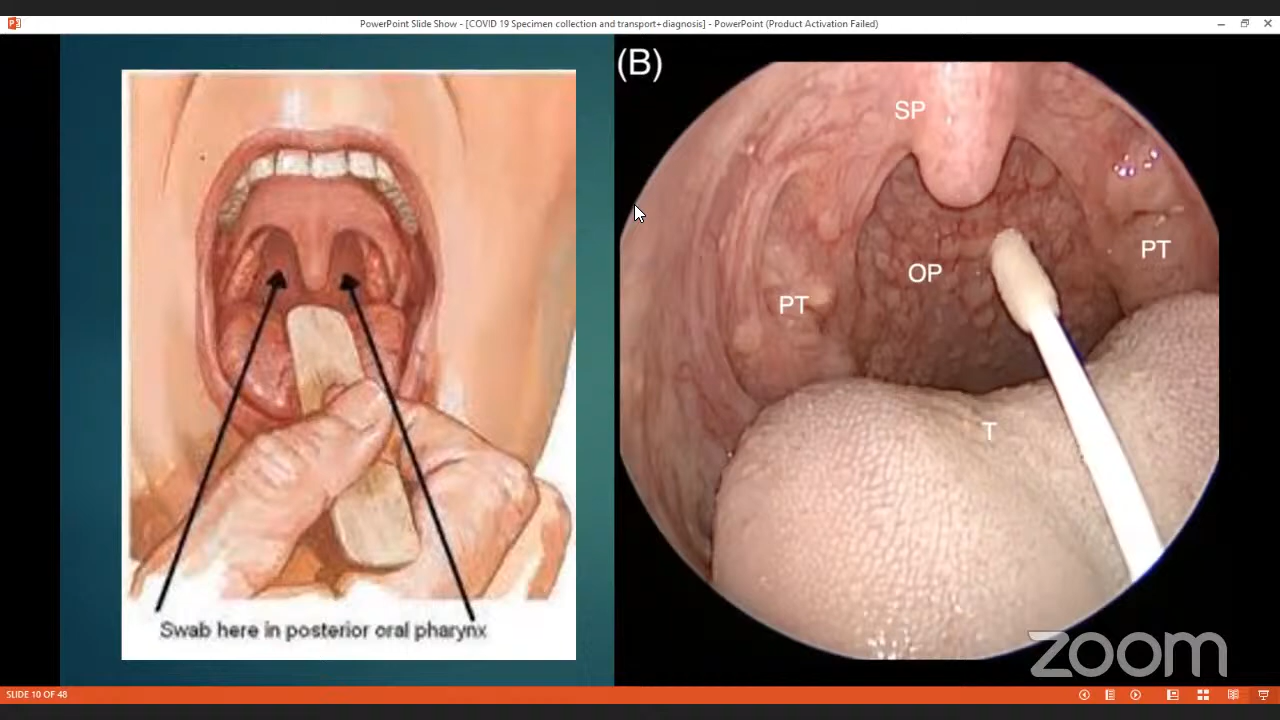 PowerPoint Slide Show - [COVID 19 Specimen collection and transport+diagnosis] - PowerPoint (Product Activation Failed)
(B)
SP
PT
OP
PT
T
Swab here in posterior oral pharynx
zoom
SLIDE 10 OF 48